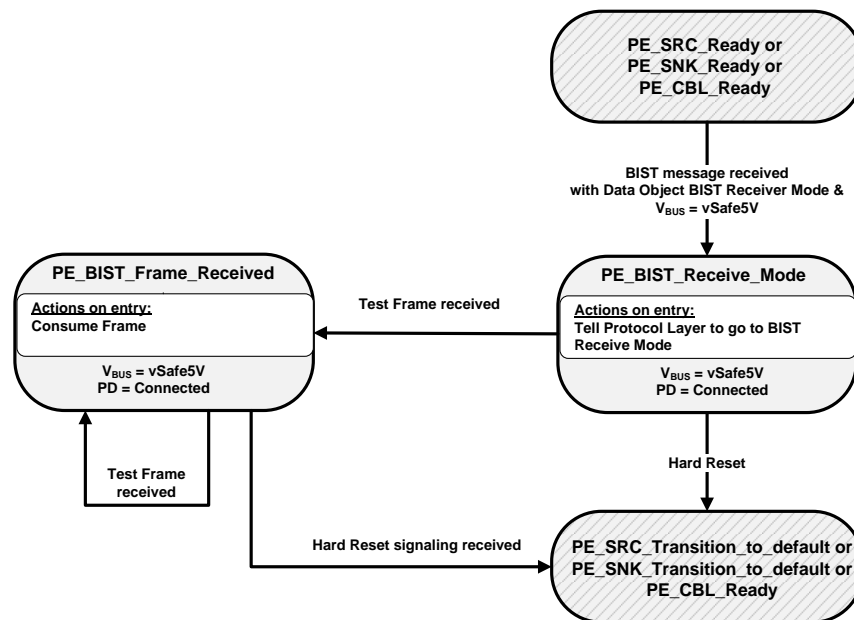 PE_SRC_Ready or
PE_SNK_Ready or
PE_CBL_Ready
BIST message received
with Data Object BIST Receiver Mode &
VBUS = vSafe5V
PE_BIST_Frame_Received
Actions on entry:
Consume Frame
VBUS = vSafe5V
PD = Connected
Test Frame received
PE_BIST_Receive_Mode
Actions on entry:
Tell Protocol Layer to go to BIST
Receive Mode
VBUS = vSafe5V
PD = Connected
Test Frame
received
Hard Reset
Hard Reset signaling received
PE_SRC_Transition_to_default or
PE_SNK_Transition_to_default or
PE_CBL_Ready